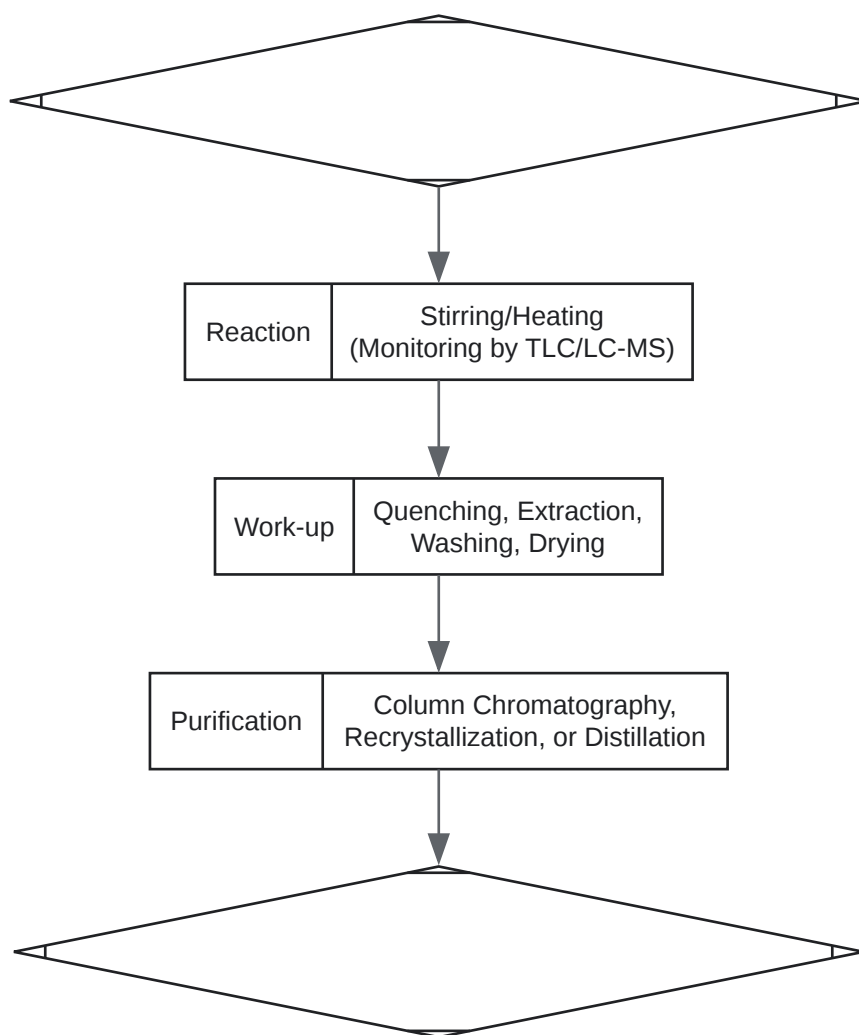 Reaction
Stirring/Heating
(Monitoring by TLC/LC-MS)
Work-up
Quenching, Extraction,
Washing, Drying
Purification
Column Chromatography,
Recrystallization, or Distillation